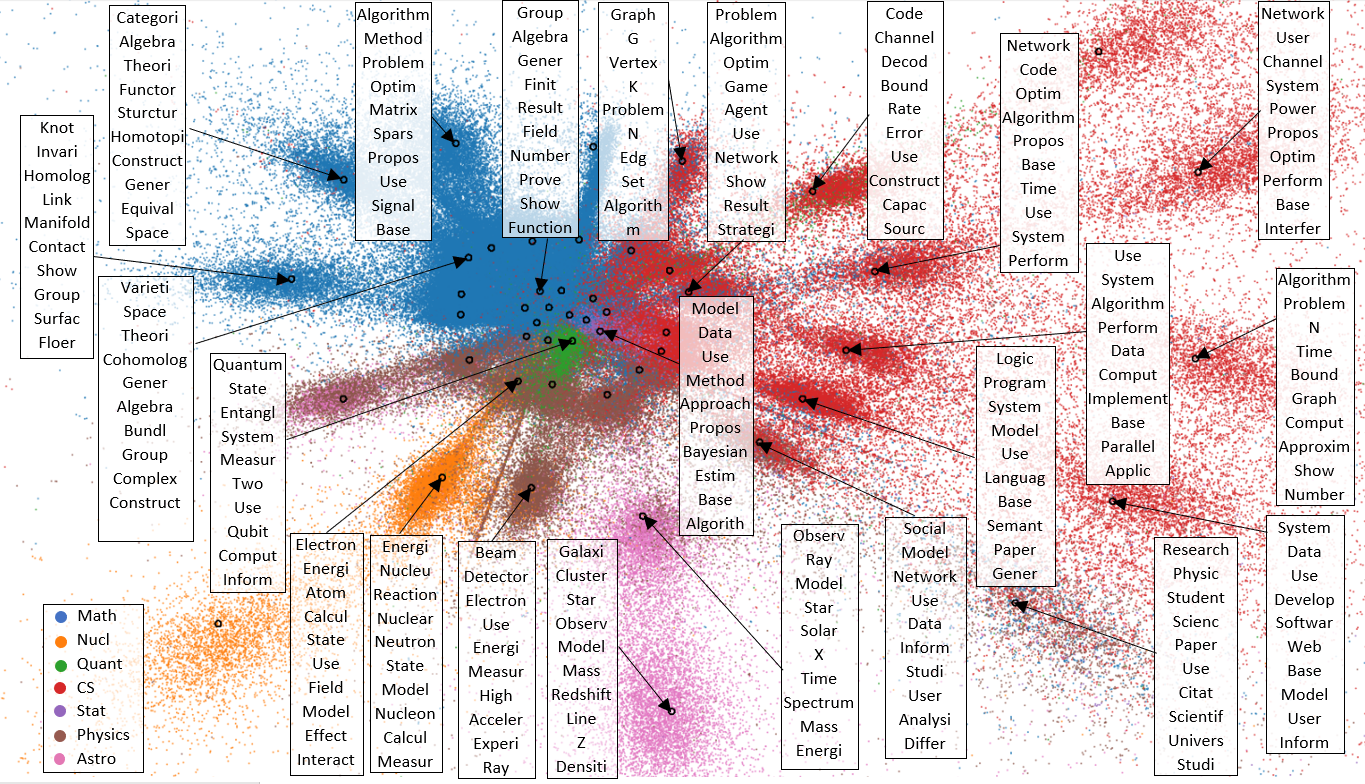 Categori
Algebra
Theori
Functor
Sturctur
Homotopi
Construct
Gener
Equival
Space
Algorithm
Method
Problem
Optim
Matrix
Spars
Propos
Use
Signal
Base
Group
Algebra
Gener
Finit
Result
Field
Number
Prove
Show
Function
Graph
G
Vertex
K
Problem
N
Edg
Set
Algorith
m
Problem
Algorithm
Optim
Game
Agent
Use
Network
Show
Result
Strategi
Code
Channel
Decod
Bound
Rate
Error
Use
Construct
Capac
Sourc
Network
Code
Optim
Algorithm
Propos
Base
Time
Use
System
Perform
Network
User
Channel
System
Power
Propos
Optim
Perform
Base
Interfer
Knot
Invari
Homolog
Link
Manifold
Contact
Show
Group
Surfac
Floer
Varieti
Space
Theori
Cohomolog
Gener
Algebra
Bundl
Group
Complex
Construct
Quantum
State
Entangl
System
Measur
Two
Use
Qubit
Comput
Inform
Model
Data
Use
Method
Approach
Propos
Bayesian
Estim
Base
Algorith
Use
System
Algorithm
Perform
Data
Comput
Implement
Base
Parallel
Applic
Algorithm
Problem
N
Time
Bound
Graph
Comput
Approxim
Show
Number
Logic
Program
System
Model
Use
Languag
Base
Semant
Paper
Gener
Electron
Energi
Atom
Calcul
State
Use
Field
Model
Effect
Interact
Energi
Nucleu
Reaction
Nuclear
Neutron
State
Model
Nucleon
Calcul
Measur
Beam
Detector
Electron
Use
Energi
Measur
High
Acceler
Experi
Ray
Galaxi
Cluster
Star
Observ
Model
Mass
Redshift
Line
Z
Densiti
Observ
Ray
Model
Star
Solar
X
Time
Spectrum
Mass
Energi
Social
Model
Network
Use
Data
Inform
Studi
User
Analysi
Differ
Research
Physic
Student
Scienc
Paper
Use
Citat
Scientif
Univers
Studi
System
Data
Use
Develop
Softwar
Web
Base
Model
User
Inform
Math
Nucl
Quant
CS
Stat
Physics
Astro